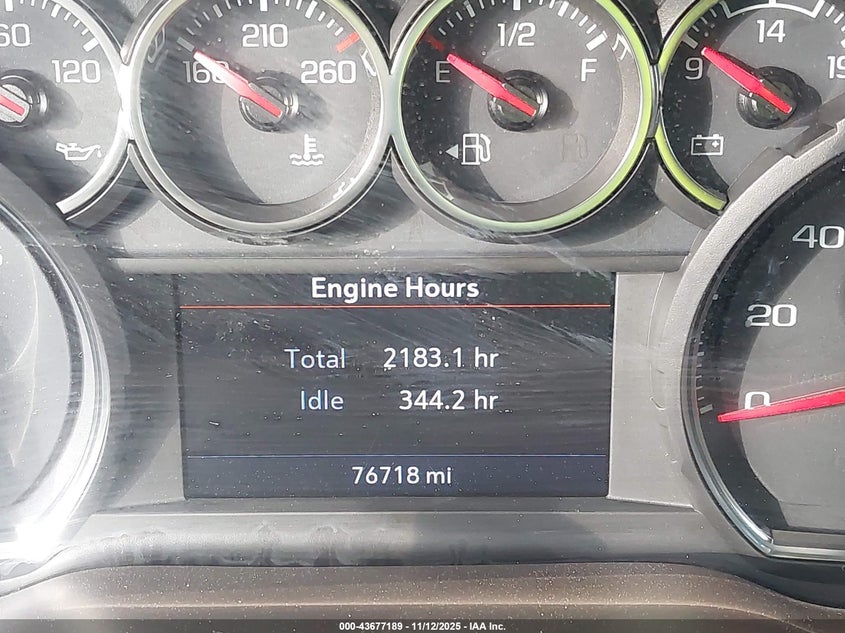 60
120
160
210
260
E
1/2
F
9
14
19
40
20
0
Engine Hours
Total 2183.1 hr
Idle 344.2 hr
76718 mi
000-43677189 - 11/12/2025 - IAA Inc.